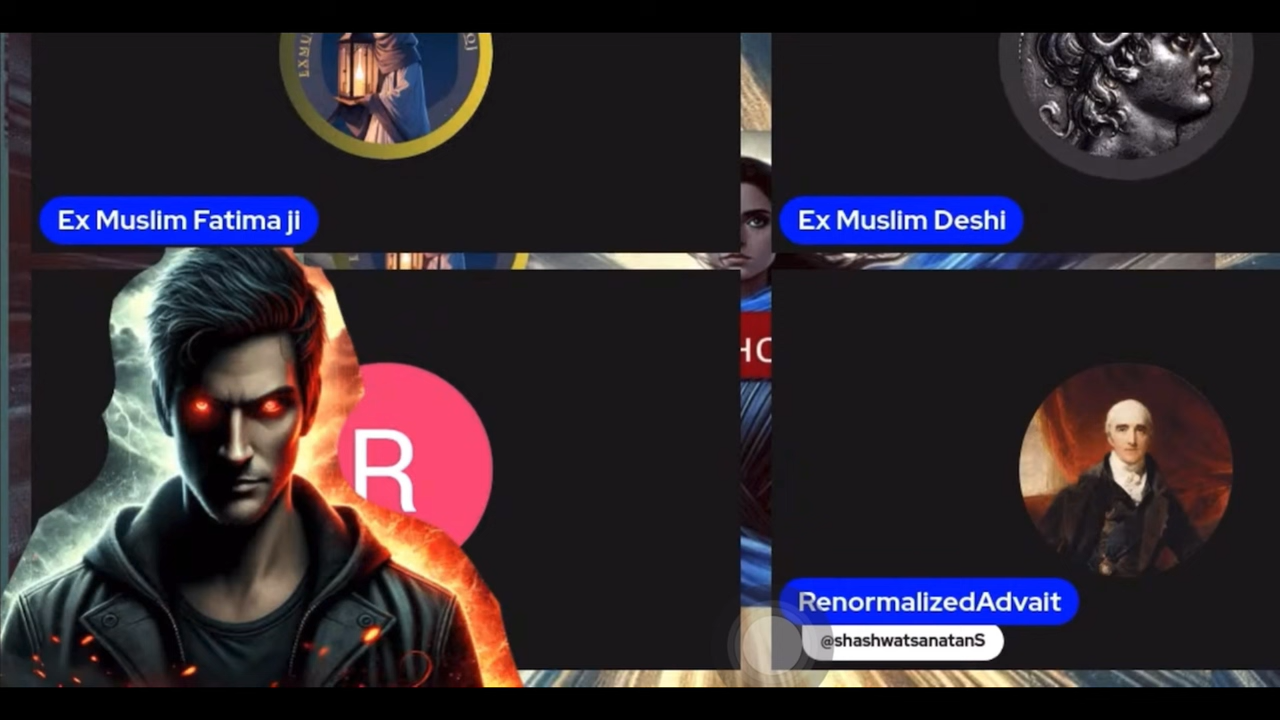 Ex Muslim Fatima ji
Ex Muslim Deshi
R
RenormalizedAdvait
@shashwatsanatanS